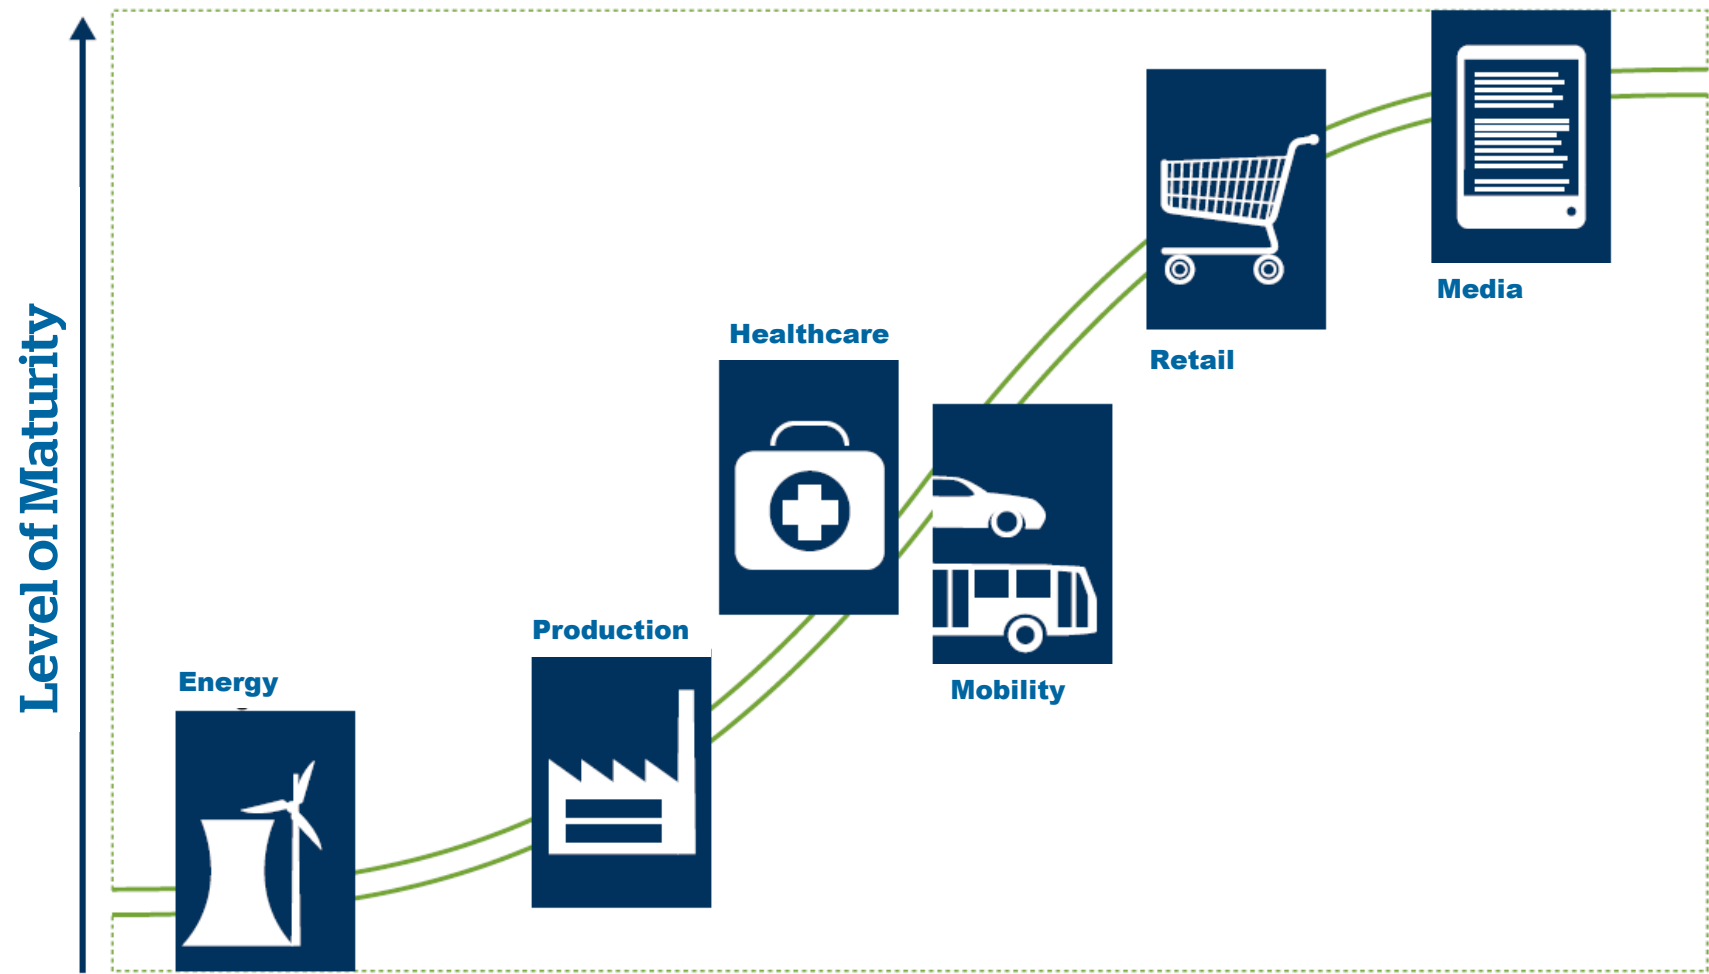 Level of Maturity
Energy
Production
Healthcare
Mobility
Retail
Media